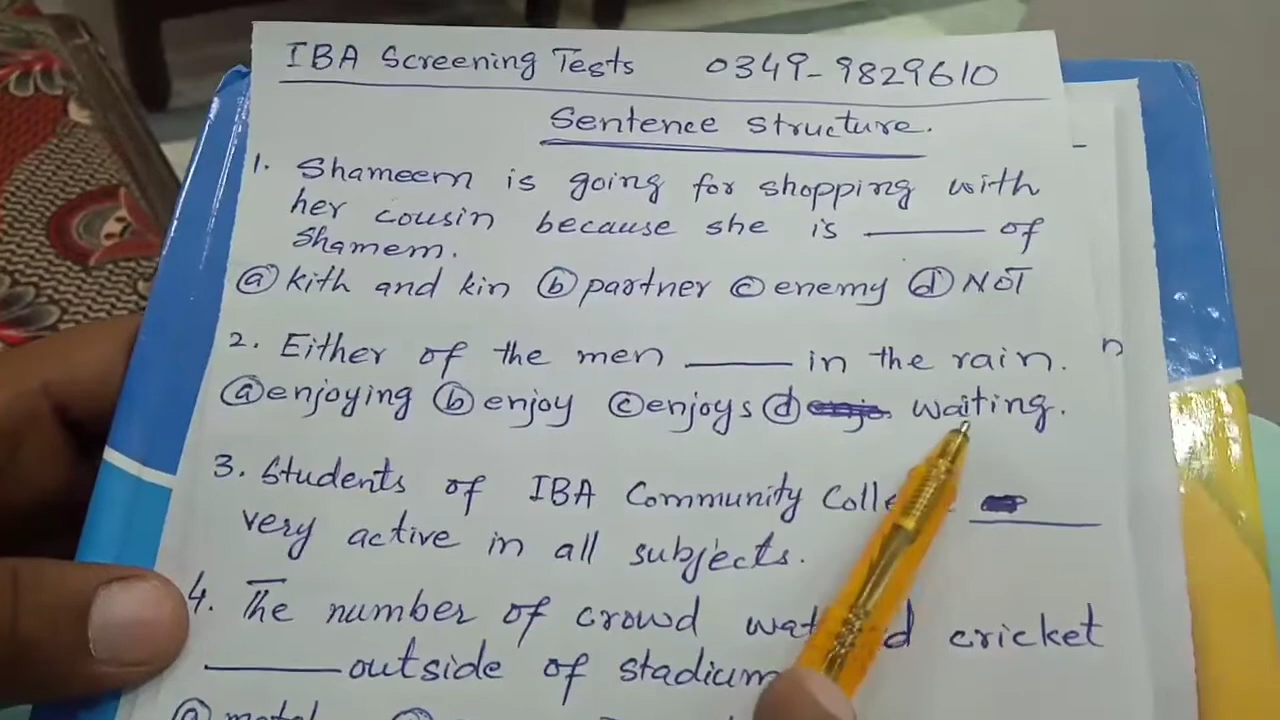 IBA Screening Tests 0349-9829610
Sentence structure.
1. Shameem is going for shopping with
her cousin because she is ______ of
Shamem.
(a) kith and kin (b) partner (c) enemy (d) NOT
2. Either of the men ______ in the rain. n
(a) enjoying (b) enjoy (c) enjoys (d) waiting.
3. Students of IBA Community ______
very active in all subjects.
4. The number of crowd cricket
______ outside of stadium
(a)